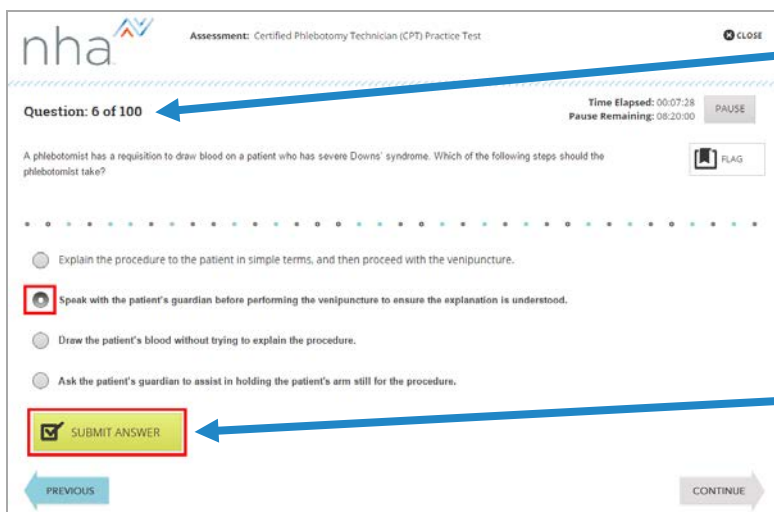 nha
Assessment: Certified Phlebotomy Technician (CPT) Practice Test
CLOSE
Question: 6 of 100
Time Elapsed: 00:07:28
Pause Remaining: 08:20:00
PAUSE
A phlebotomist has a requisition to draw blood on a patient who has severe Downs' syndrome. Which of the following steps should the
phlebotomist take?
FLAG
Explain the procedure to the patient in simple terms, and then proceed with the venipuncture.
Speak with the patient's guardian before performing the venipuncture to ensure the explanation is understood.
Draw the patient's blood without trying to explain the procedure.
Ask the patient's guardian to assist in holding the patient's arm still for the procedure.
SUBMIT ANSWER
PREVIOUS
CONTINUE